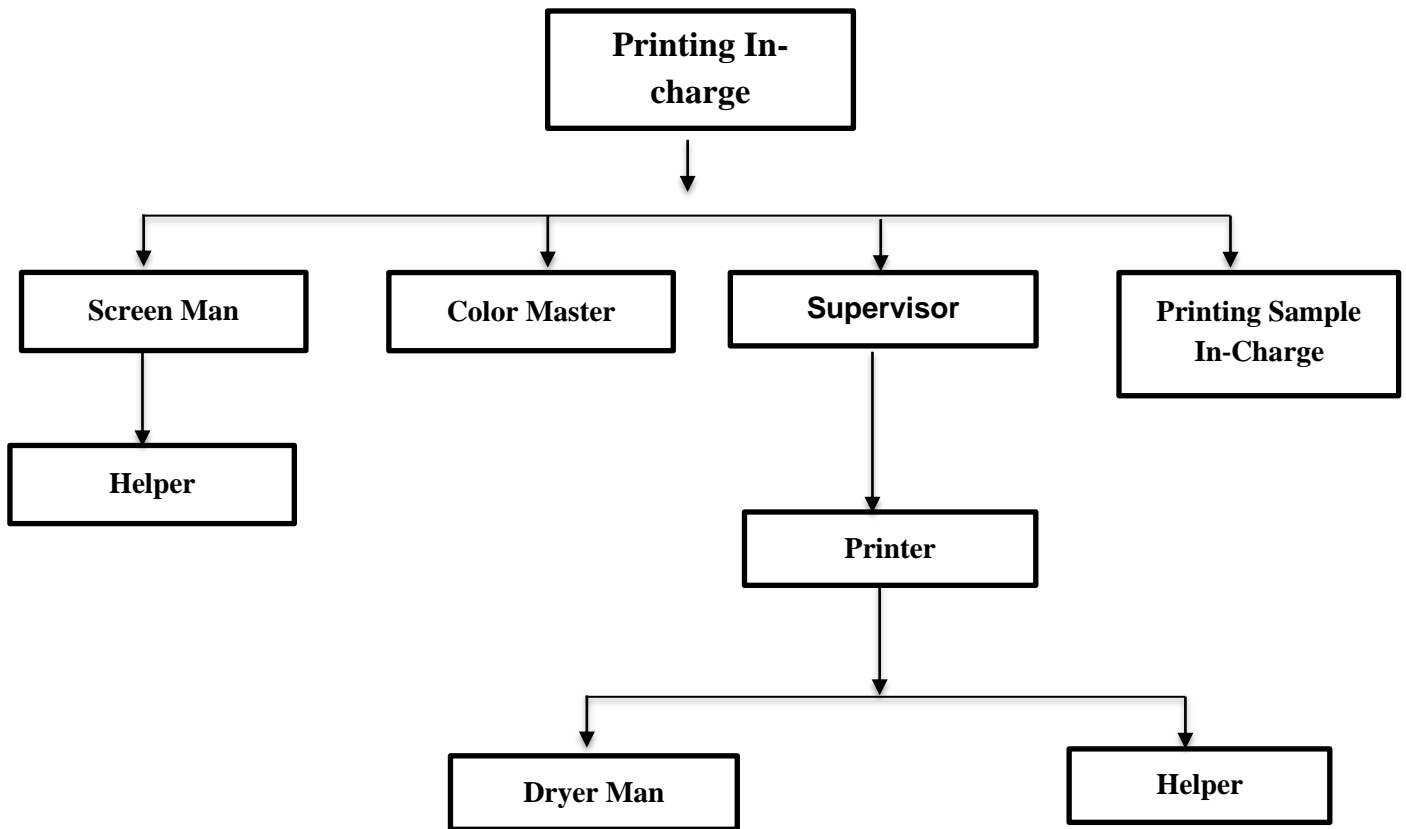 Printing In-
charge
Screen Man
Color Master
Supervisor
Printing Sample
In-Charge
Helper
Printer
Dryer Man
Helper